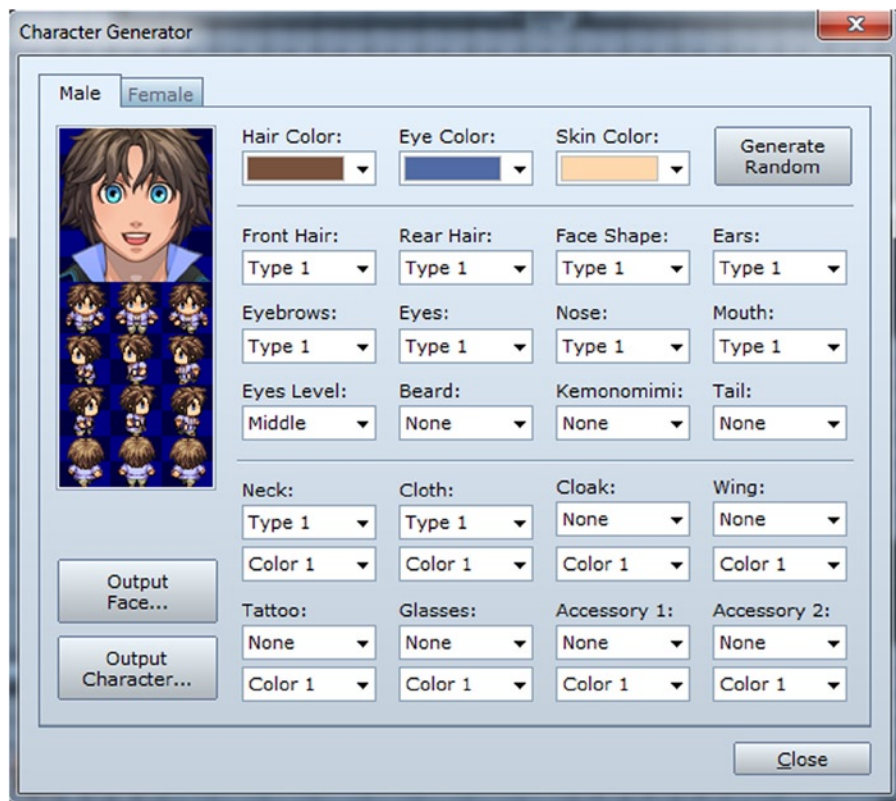 Character Generator
Male Female
Hair Color: Eye Color: Skin Color:
Generate
Random
Front Hair: Rear Hair: Face Shape: Ears:
Type 1 Type 1 Type 1 Type 1
Eyebrows: Eyes: Nose: Mouth:
Type 1 Type 1 Type 1 Type 1
Eyes Level: Beard: Kemonomimi: Tail:
Middle None None None
Neck: Cloth: Cloak: Wing:
Type 1 Type 1 None None
Color 1 Color 1 Color 1 Color 1
Output
Face...
Tattoo: Glasses: Accessory 1: Accessory 2:
None None None None
Output
Character...
Color 1 Color 1 Color 1 Color 1
Close